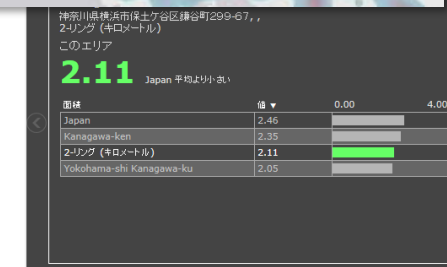 神奈川県横浜市保土ケ谷区鎌谷町299-67, ,
2-リング (キロメートル)
このエリア
2.11 Japan 平均より小さい
面積 値 ▼ 0.00 4.00
Japan 2.46
Kanagawa-ken 2.35
2-リング (キロメートル) 2.11
Yokohama-shi Kanagawa-ku 2.05